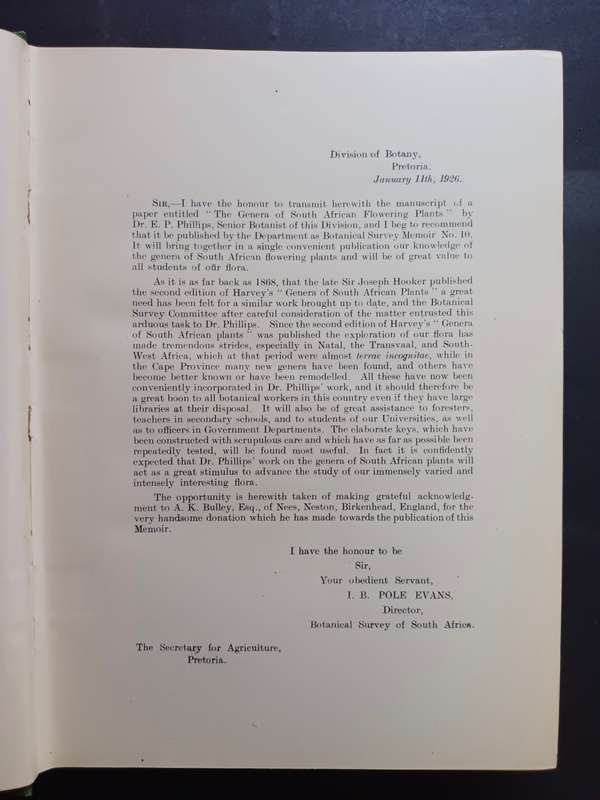 Division of Botany,
Pretoria.
January 11th, 1926.
SIR,—I have the honour to transmit herewith the manuscript of a
paper entitled " The Genera of South African Flowering Plants " by
Dr. E. P. Phillips, Senior Botanist of this Division, and I beg to recommend
that it be published by the Department as Botanical Survey Memoir No. 10.
It will bring together in a single convenient publication our knowledge of
the genera of South African flowering plants and will be of great value to
all students of our flora.
As it is as far back as 1868, that the late Sir Joseph Hooker published
the second edition of Harvey's " Genera of South African Plants " a great
need has been felt for a similar work brought up to date, and the Botanical
Survey Committee after careful consideration of the matter entrusted this
arduous task to Dr. Phillips. Since the second edition of Harvey's " Genera
of South African plants " was published the exploration of our flora has
made tremendous strides, especially in Natal, the Transvaal, and South-
West Africa, which at that period were almost terrae incognitae, while in
the Cape Province many new genera have been found, and others have
become better known or have been remodelled. All these have now been
conveniently incorporated in Dr. Phillips' work, and it should therefore be
a great boon to all botanical workers in this country even if they have large
libraries at their disposal. It will also be of great assistance to foresters,
teachers in secondary schools, and to students of our Universities, as well
as to officers in Government Departments. The elaborate keys, which have
been constructed with scrupulous care and which have as far as possible been
repeatedly tested, will be found most useful. In fact it is confidently
expected that Dr. Phillips' work on the genera of South African plants will
act as a great stimulus to advance the study of our immensely varied and
intensely interesting flora.
The opportunity is herewith taken of making grateful acknowledg-
ment to A. K. Bulley, Esq., of Nees, Neston, Birkenhead, England, for the
very handsome donation which he has made towards the publication of this
Memoir.
I have the honour to be
Sir,
Your obedient Servant,
I. B. POLE EVANS,
Director,
Botanical Survey of South Africa.
The Secretary for Agriculture,
Pretoria.